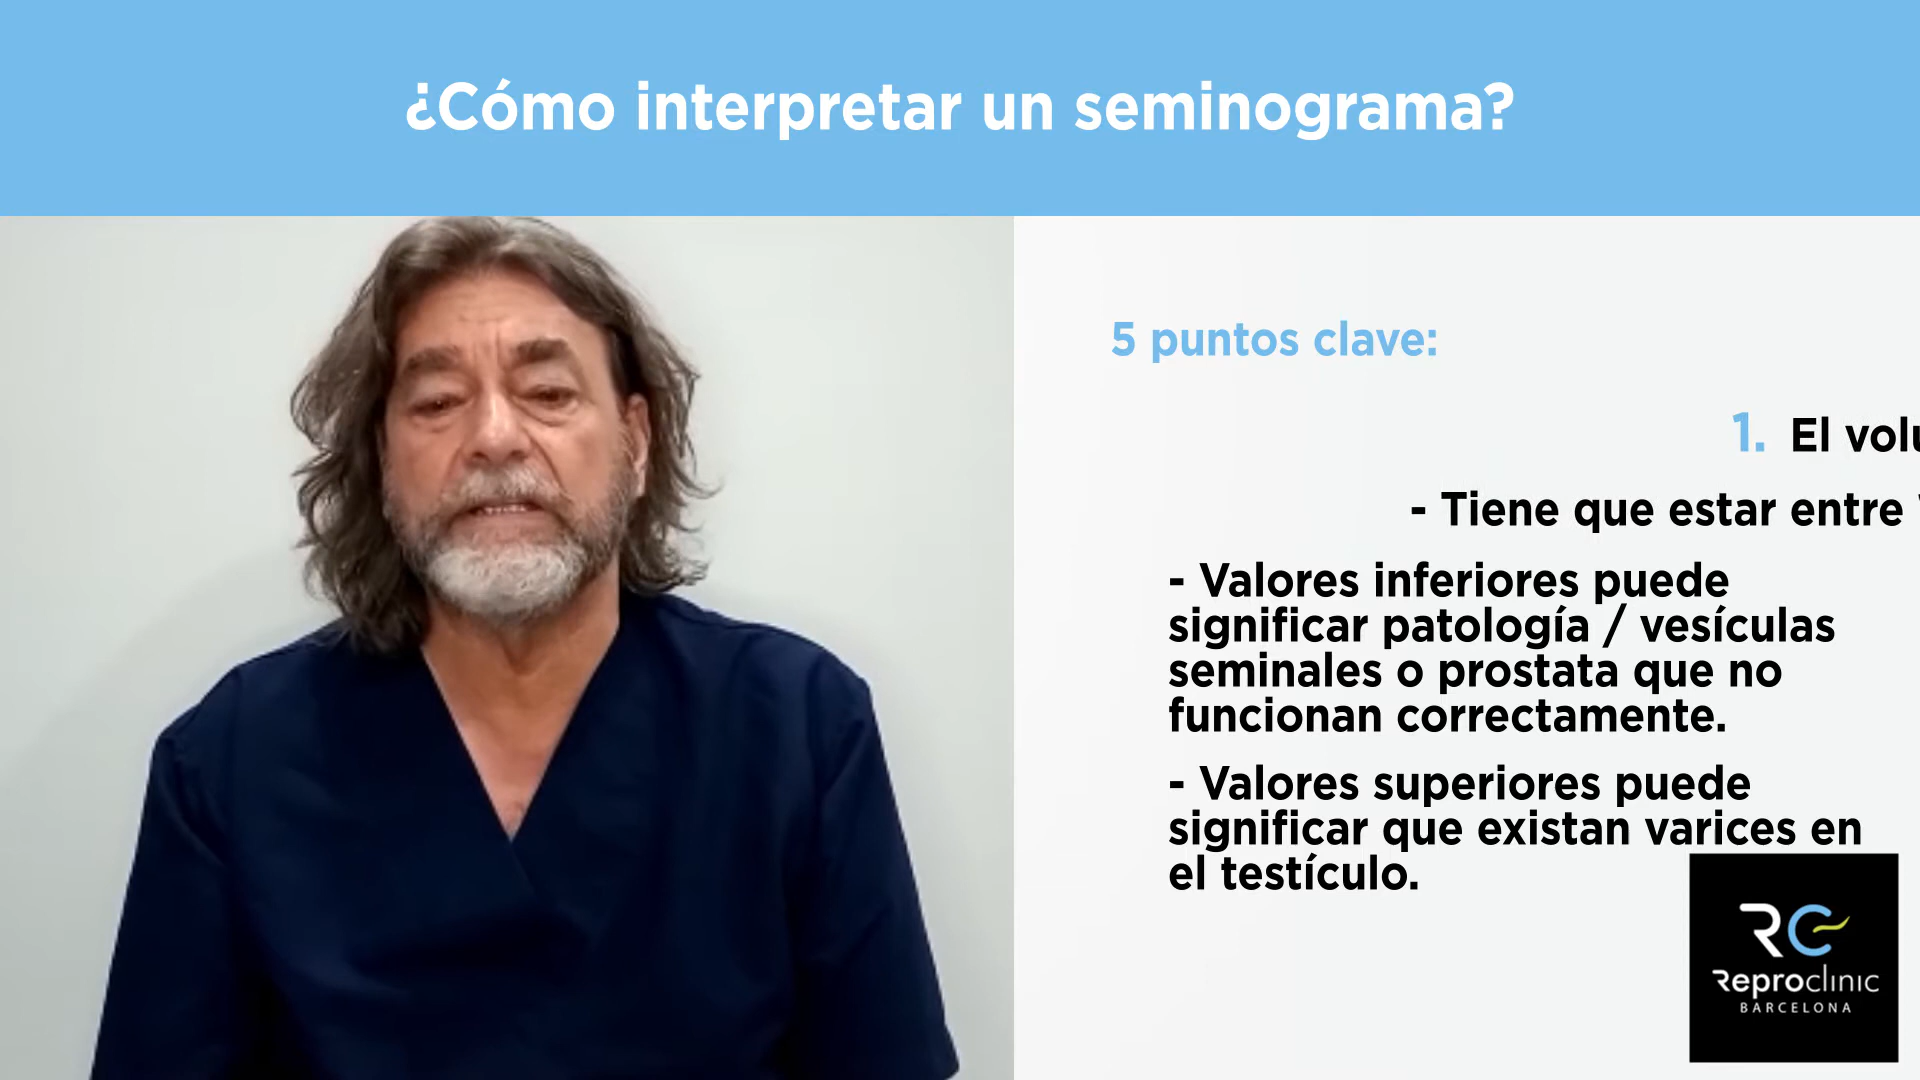 ¿Cómo interpretar un seminograma?
5 puntos clave:
1. El
- Tiene que estar entre
- Valores inferiores puede
significar patología / vesículas
seminales o prostata que no
funcionan correctamente.
- Valores superiores puede
significar que existan varices en
el testículo.
RC
Reproclinic
BARCELONA